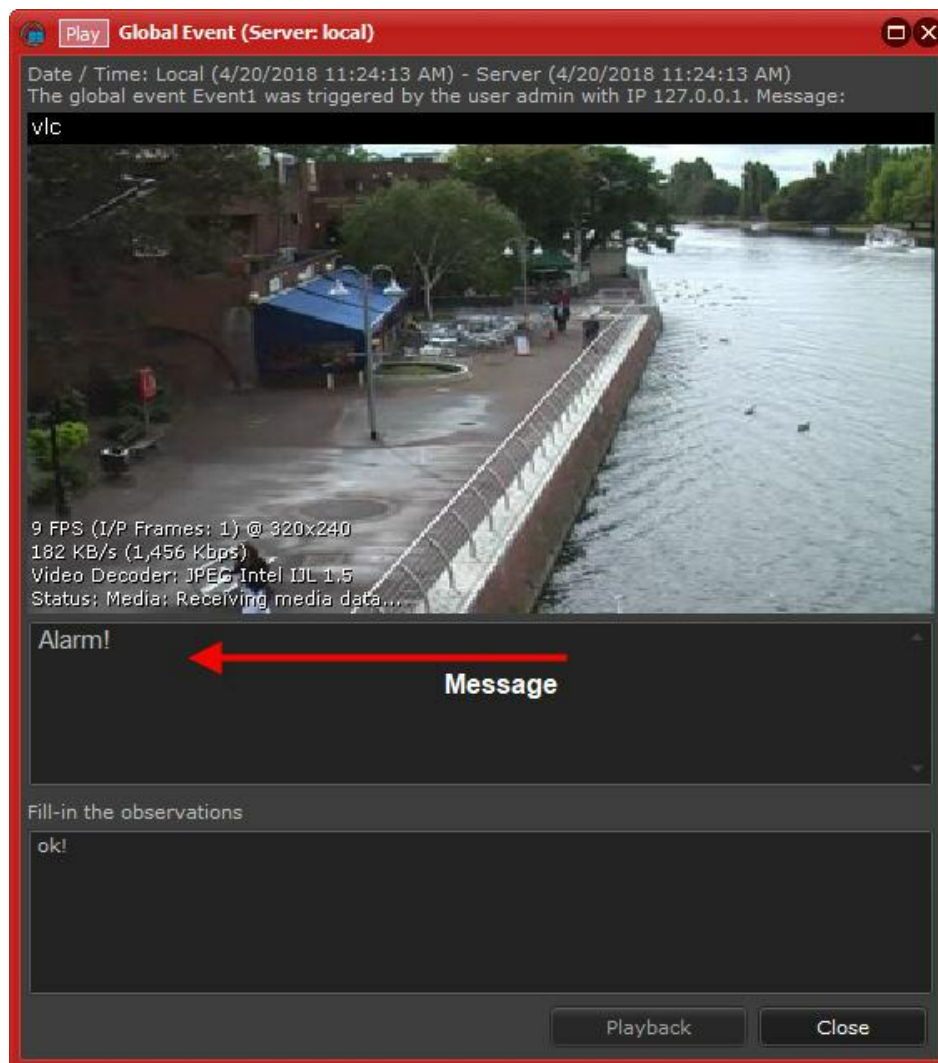 Play Global Event (Server: local)
Date / Time: Local (4/20/2018 11:24:13 AM) - Server (4/20/2018 11:24:13 AM)
The global event Event1 was triggered by the user admin with IP 127.0.0.1. Message:
vlc
9 FPS (I/P Frames: 1) @ 320x240
182 KB/s (1,456 Kbps)
Video Decoder: JPEG Intel IJL 1.5
Status: Media: Receiving media data...
Alarm!
Message
Fill-in the observations
ok!
Playback Close